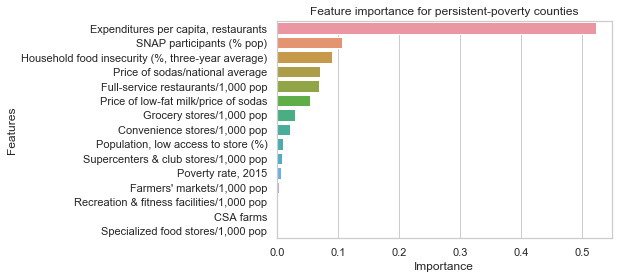 Feature importance for persistent-poverty counties
Expenditures per capita, restaurants
SNAP participants (% pop)
Household food insecurity (%, three-year average)
Price of sodas/national average
Full-service restaurants/1,000 pop
Price of low-fat milk/price of sodas
Grocery stores/1,000 pop
Convenience stores/1,000 pop
Population, low access to store (%)
Supercenters & club stores/1,000 pop
Poverty rate, 2015
Farmers' markets/1,000 pop
Recreation & fitness facilities/1,000 pop
CSA farms
Specialized food stores/1,000 pop
Features
0.0 0.1 0.2 0.3 0.4 0.5
Importance